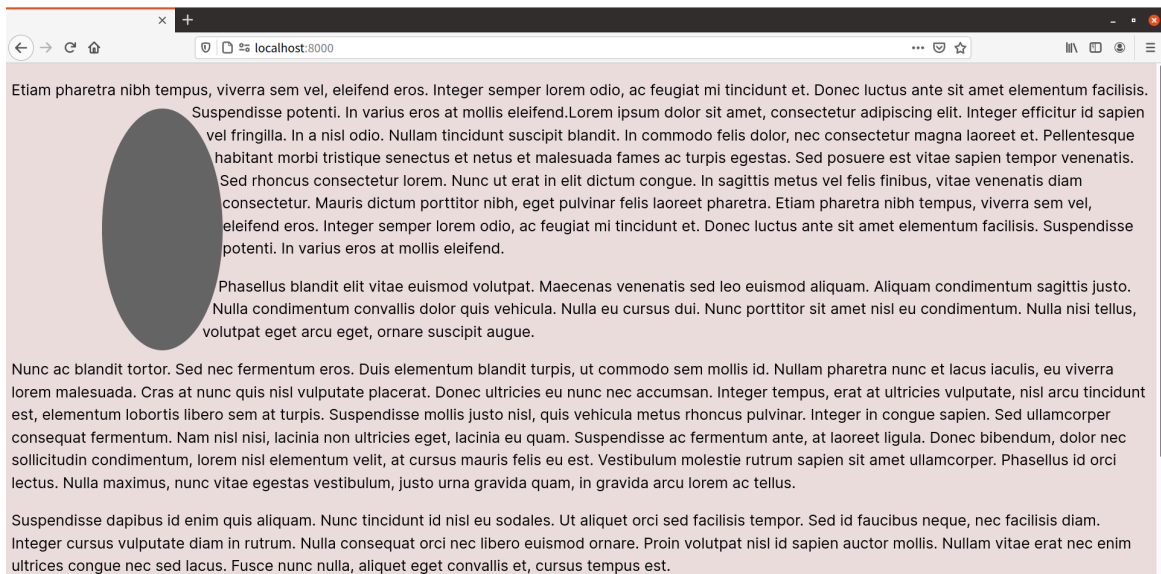 localhost:8000
Etiam pharetra nibh tempus, viverra sem vel, eleifend eros. Integer semper lorem odio, ac feugiat mi tincidunt et. Donec luctus ante sit amet elementum facilisis.
Suspendisse potenti. In varius eros at mollis eleifend.Lorem ipsum dolor sit amet, consectetur adipiscing elit. Integer efficitur id sapien
vel fringilla. In a nisl odio. Nullam tincidunt suscipit blandit. In commodo felis dolor, nec consectetur magna laoreet et. Pellentesque
habitant morbi tristique senectus et netus et malesuada fames ac turpis egestas. Sed posuere est vitae sapien tempor venenatis.
Sed rhoncus consectetur lorem. Nunc ut erat in elit dictum congue. In sagittis metus vel felis finibus, vitae venenatis diam
consectetur. Mauris dictum porttitor nibh, eget pulvinar felis laoreet pharetra. Etiam pharetra nibh tempus, viverra sem vel,
eleifend eros. Integer semper lorem odio, ac feugiat mi tincidunt et. Donec luctus ante sit amet elementum facilisis. Suspendisse
potenti. In varius eros at mollis eleifend.
Phasellus blandit elit vitae euismod volutpat. Maecenas venenatis sed leo euismod aliquam. Aliquam condimentum sagittis justo.
Nulla condimentum convallis dolor quis vehicula. Nulla eu cursus dui. Nunc porttitor sit amet nisl eu condimentum. Nulla nisi tellus,
volutpat eget arcu eget, ornare suscipit augue.
Nunc ac blandit tortor. Sed nec fermentum eros. Duis elementum blandit turpis, ut commodo sem mollis id. Nullam pharetra nunc et lacus iaculis, eu viverra
lorem malesuada. Cras at nunc quis nisl vulputate placerat. Donec ultricies eu nunc nec accumsan. Integer tempus, erat at ultricies vulputate, nisl arcu tincidunt
est, elementum lobortis libero sem at turpis. Suspendisse mollis justo nisl, quis vehicula metus rhoncus pulvinar. Integer in congue sapien. Sed ullamcorper
consequat fermentum. Nam nisl nisi, lacinia non ultricies eget, lacinia eu quam. Suspendisse ac fermentum ante, at laoreet ligula. Donec bibendum, dolor nec
sollicitudin condimentum, lorem nisl elementum velit, at cursus mauris felis eu est. Vestibulum molestie rutrum sapien sit amet ullamcorper. Phasellus id orci
lectus. Nulla maximus, nunc vitae egestas vestibulum, justo urna gravida quam, in gravida arcu lorem ac tellus.
Suspendisse dapibus id enim quis aliquam. Nunc tincidunt id nisl eu sodales. Ut aliquet orci sed facilisis tempor. Sed id faucibus neque, nec facilisis diam.
Integer cursus vulputate diam in rutrum. Nulla consequat orci nec libero euismod ornare. Proin volutpat nisl id sapien auctor mollis. Nullam vitae erat nec enim
ultrices congue nec sed lacus. Fusce nunc nulla, aliquet eget convallis et, cursus tempus est.